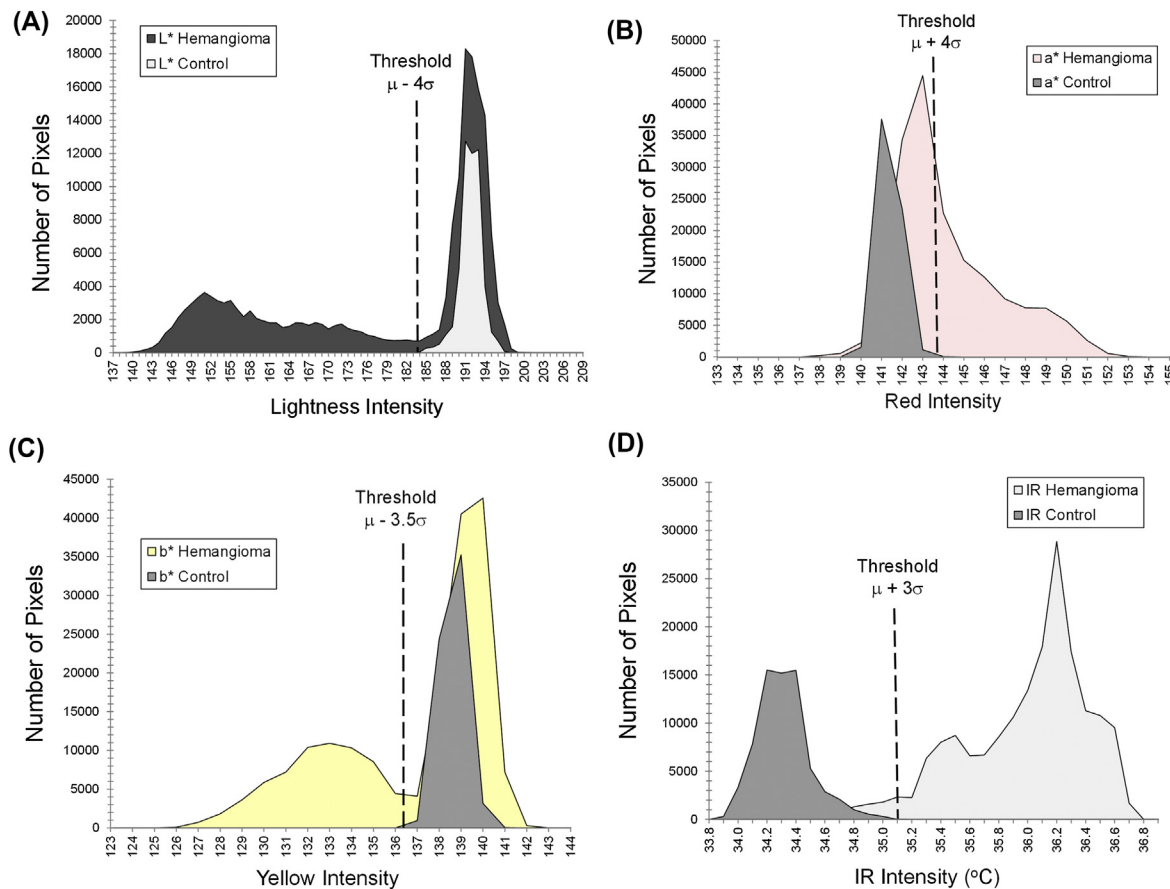 (A)
20000
18000
16000
14000
12000
10000
8000
6000
4000
2000
0
Number of Pixels
L* Hemangioma
L* Control
Threshold
μ - 4σ
137 140 143 146 149 152 155 158 161 164 167 170 173 176 179 182 185 188 191 194 197 200 203 206 209
Lightness Intensity
(B)
50000
45000
40000
35000
30000
25000
20000
15000
10000
5000
0
Number of Pixels
Threshold
μ + 4σ
a* Hemangioma
a* Control
133 134 135 136 137 138 139 140 141 142 143 144 145 146 147 148 149 150 151 152 153 154 155
Red Intensity
(C)
45000
40000
35000
30000
25000
20000
15000
10000
5000
0
Number of Pixels
b* Hemangioma
b* Control
Threshold
μ - 3.5σ
123 124 125 126 127 128 129 130 131 132 133 134 135 136 137 138 139 140 141 142 143 144
Yellow Intensity
(D)
35000
30000
25000
20000
15000
10000
5000
0
Number of Pixels
IR Hemangioma
IR Control
Threshold
μ + 3σ
33.8 34.0 34.2 34.4 34.6 34.8 35.0 35.2 35.4 35.6 35.8 36.0 36.2 36.4 36.6 36.8
IR Intensity (ºC)